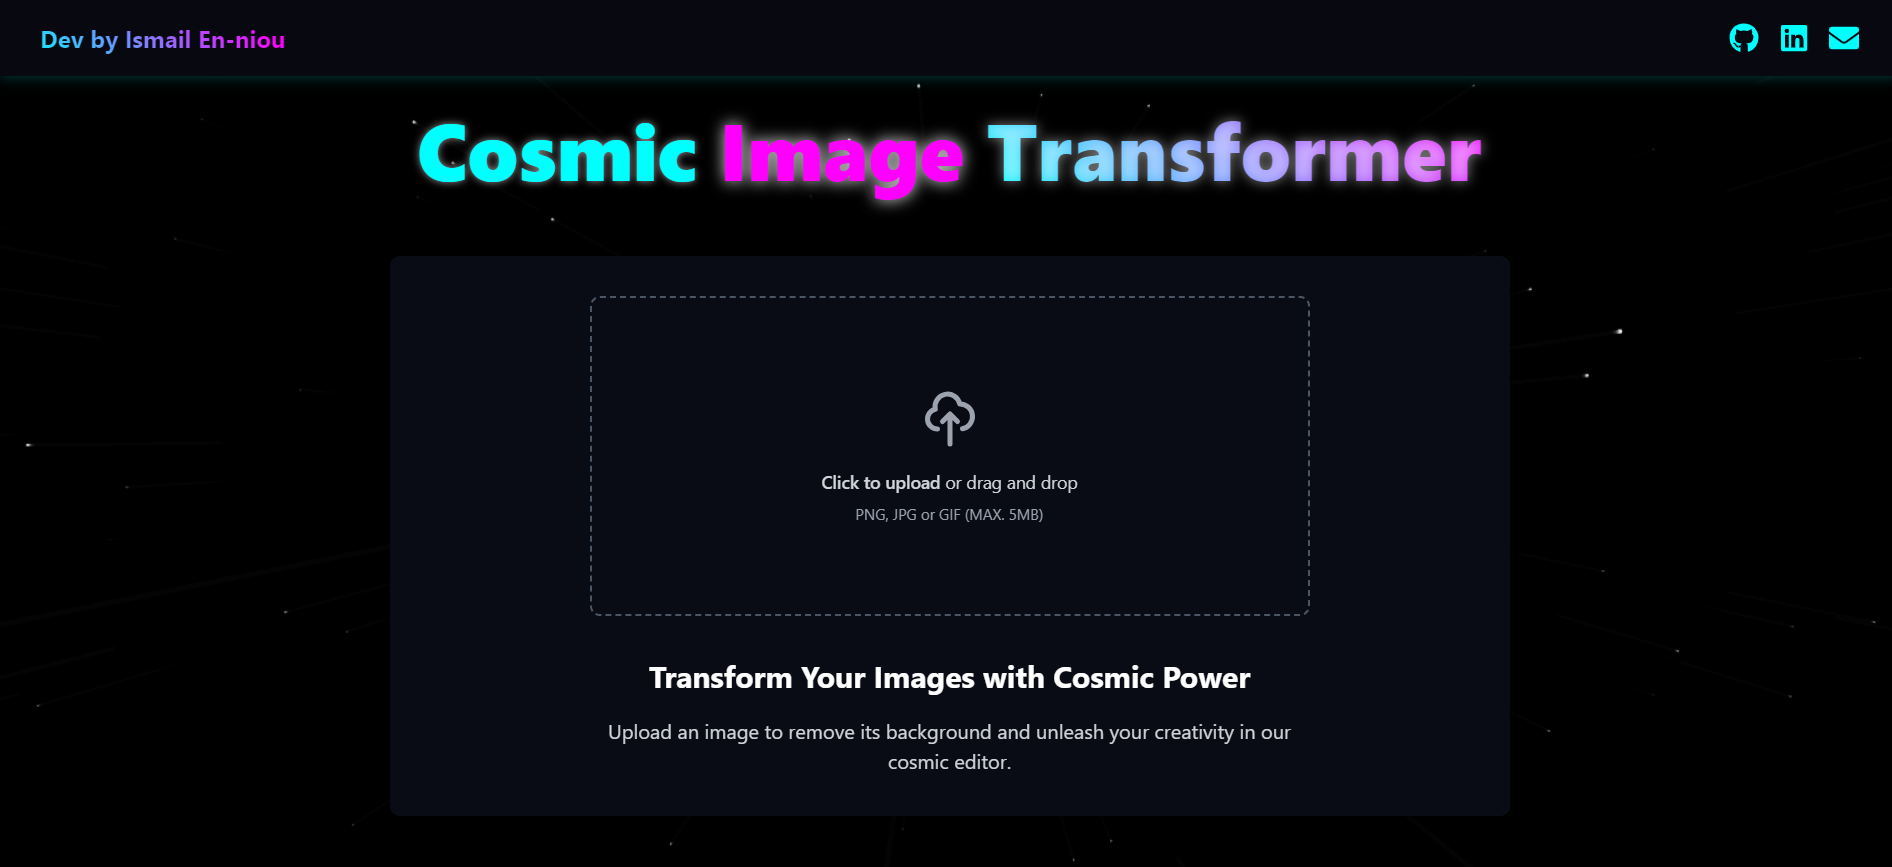 Dev by Ismail En-niou
Cosmic Image Transformer
Click to upload or drag and drop
PNG, JPG or GIF (MAX. 5MB)
Transform Your Images with Cosmic Power
Upload an image to remove its background and unleash your creativity in our
cosmic editor.